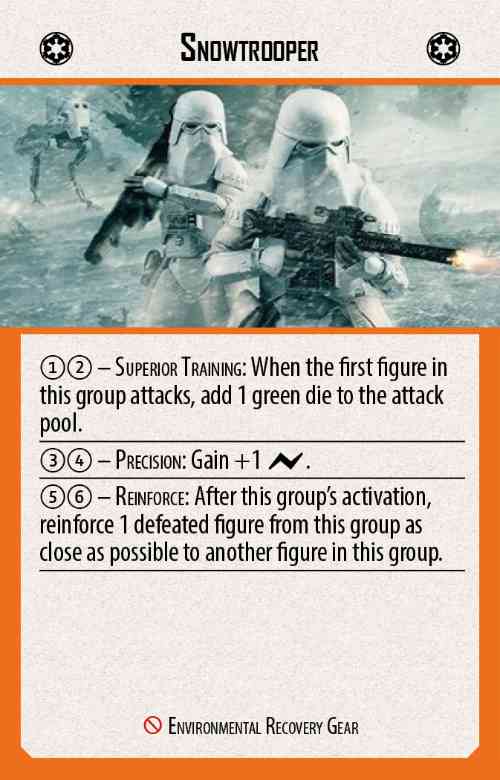 Snowtrooper
①② – Superior Training: When the first figure in
this group attacks, add 1 green die to the attack
pool.
③④ – Precision: Gain +1 .
⑤⑥ – Reinforce: After this group's activation,
reinforce 1 defeated figure from this group as
close as possible to another figure in this group.
Environmental Recovery Gear